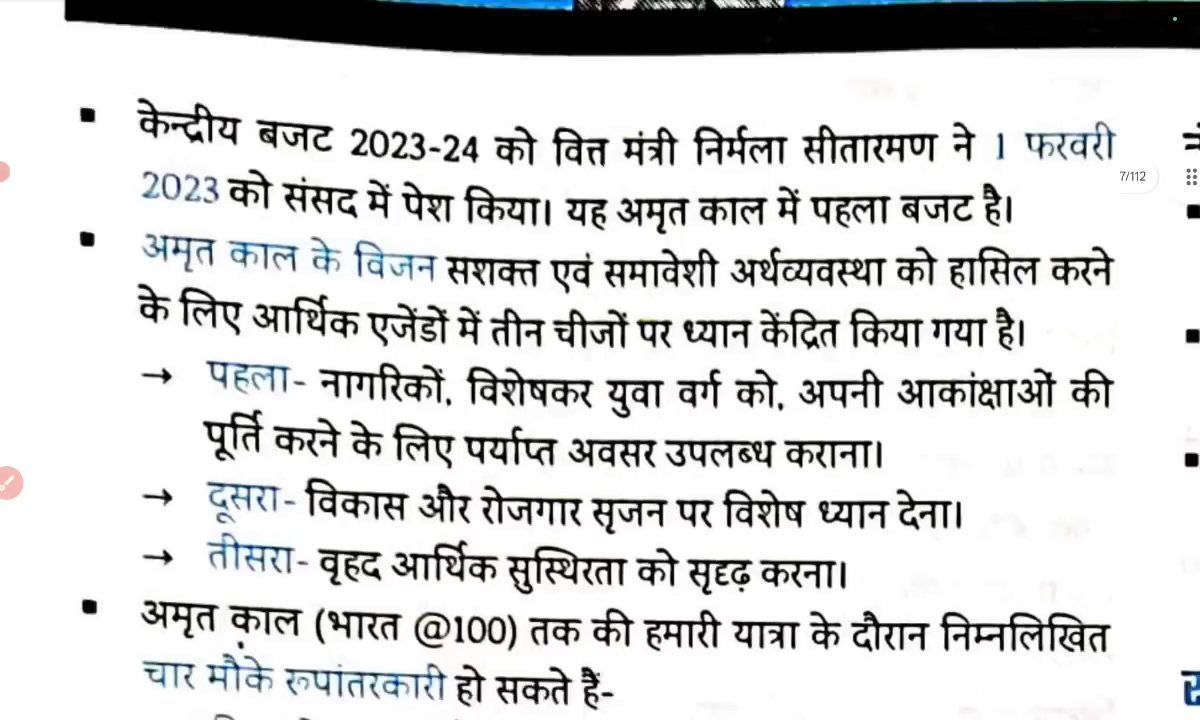 ▪ केन्द्रीय बजट 2023-24 को वित्त मंत्री निर्मला सीतारमण ने 1 फरवरी
2023 को संसद में पेश किया। यह अमृत काल में पहला बजट है।
7/112
▪ अमृत काल के विजन सशक्त एवं समावेशी अर्थव्यवस्था को हासिल करने
के लिए आर्थिक एजेंडों में तीन चीजों पर ध्यान केंद्रित किया गया है।
→ पहला- नागरिकों, विशेषकर युवा वर्ग को, अपनी आकांक्षाओं की
पूर्ति करने के लिए पर्याप्त अवसर उपलब्ध कराना।
→ दूसरा- विकास और रोजगार सृजन पर विशेष ध्यान देना।
→ तीसरा- वृहद आर्थिक सुस्थिरता को सृदृढ़ करना।
▪ अमृत काल (भारत @100) तक की हमारी यात्रा के दौरान निम्नलिखित
चार मौके रूपांतरकारी हो सकते हैं-